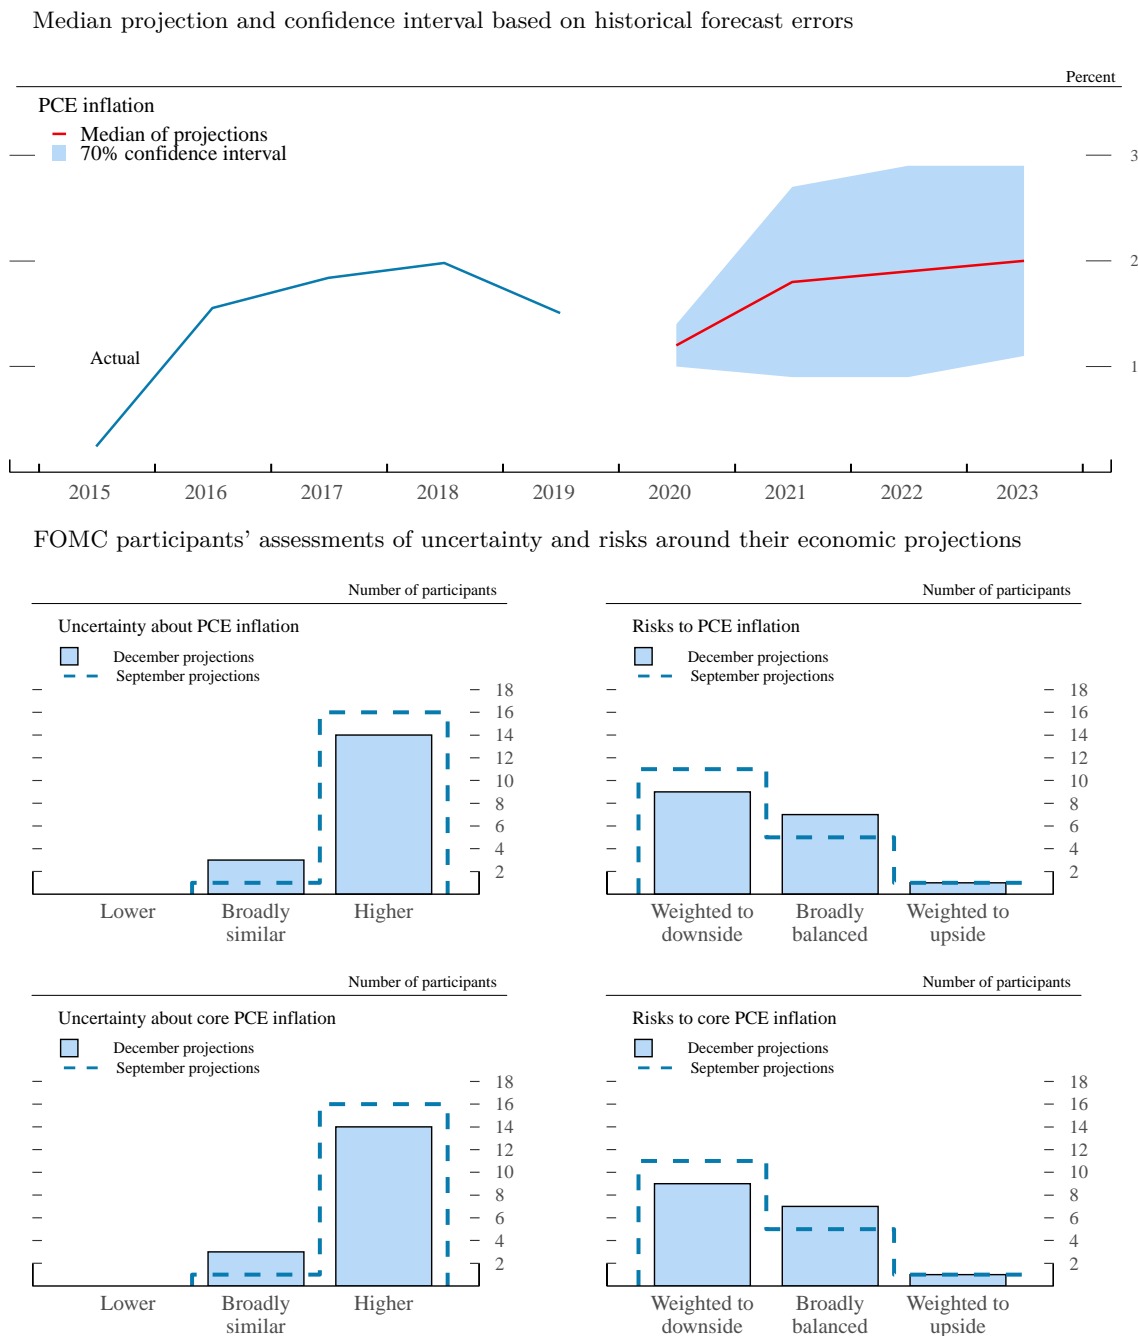 Median projection and confidence interval based on historical forecast errors
Percent
PCE inflation
Median of projections
70% confidence interval
3
2
Actual
1
2015 2016 2017 2018 2019 2020 2021 2022 2023
FOMC participants’ assessments of uncertainty and risks around their economic projections
Number of participants
Uncertainty about PCE inflation
December projections
September projections
18
16
14
12
10
8
6
4
2
Lower Broadly similar Higher
Number of participants
Risks to PCE inflation
December projections
September projections
18
16
14
12
10
8
6
4
2
Weighted to downside Broadly balanced Weighted to upside
Number of participants
Uncertainty about core PCE inflation
December projections
September projections
18
16
14
12
10
8
6
4
2
Lower Broadly similar Higher
Number of participants
Risks to core PCE inflation
December projections
September projections
18
16
14
12
10
8
6
4
2
Weighted to downside Broadly balanced Weighted to upside